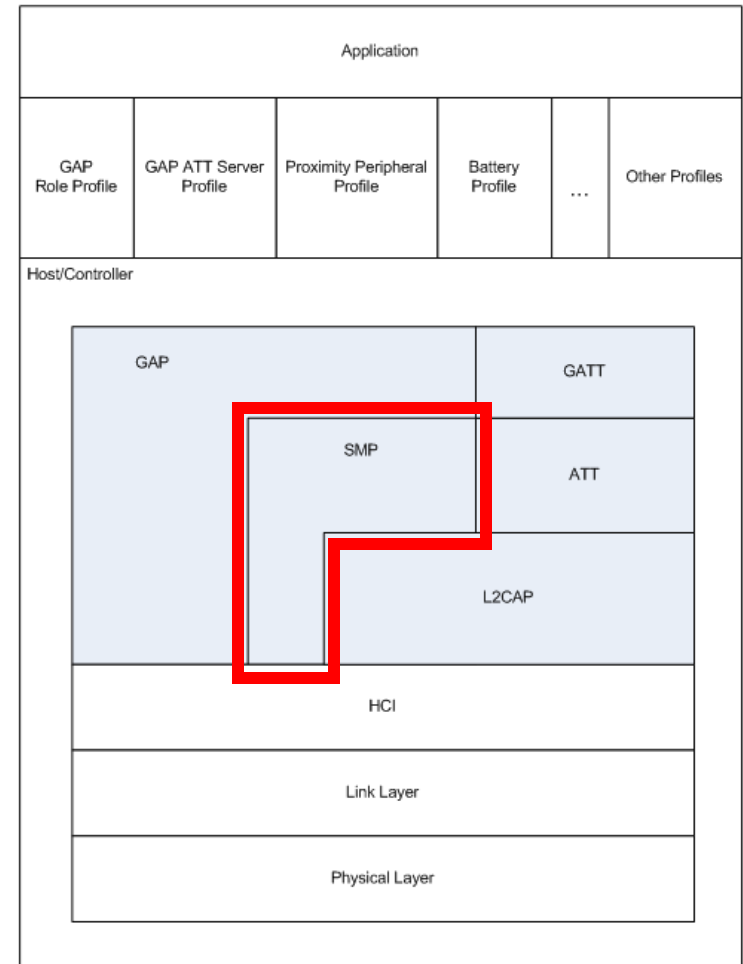 Application
GAP
Role Profile
GAP ATT Server
Profile
Proximity Peripheral
Profile
Battery
Profile
...
Other Profiles
Host/Controller
GAP
GATT
SMP
ATT
L2CAP
HCI
Link Layer
Physical Layer